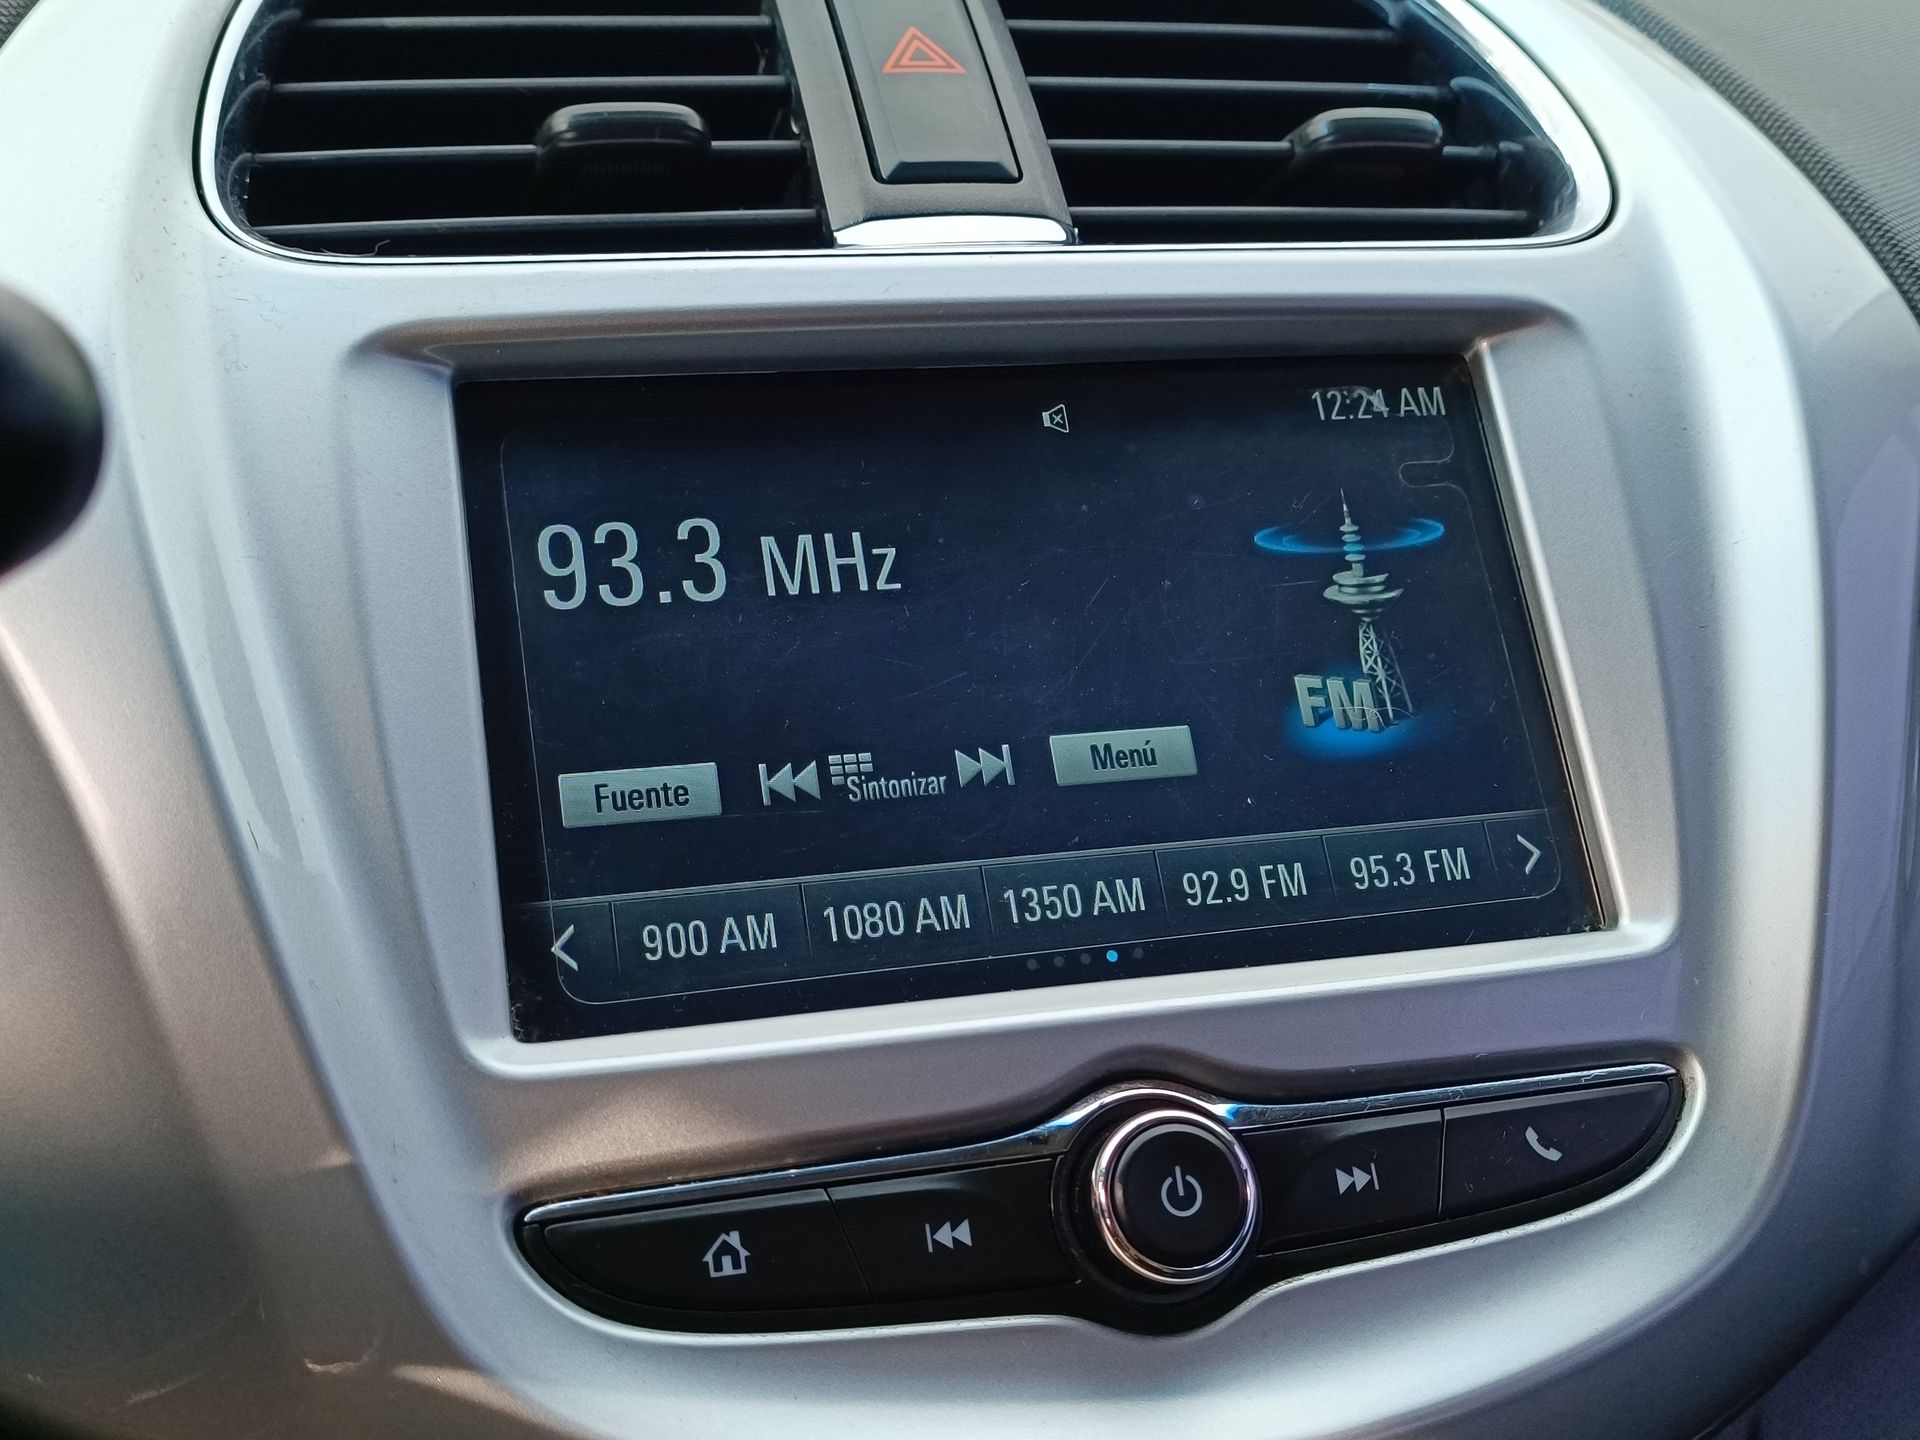 12:24 AM
93.3 MHz
FM
Fuente
Sintonizar
Menú
900 AM
1080 AM
1350 AM
92.9 FM
95.3 FM